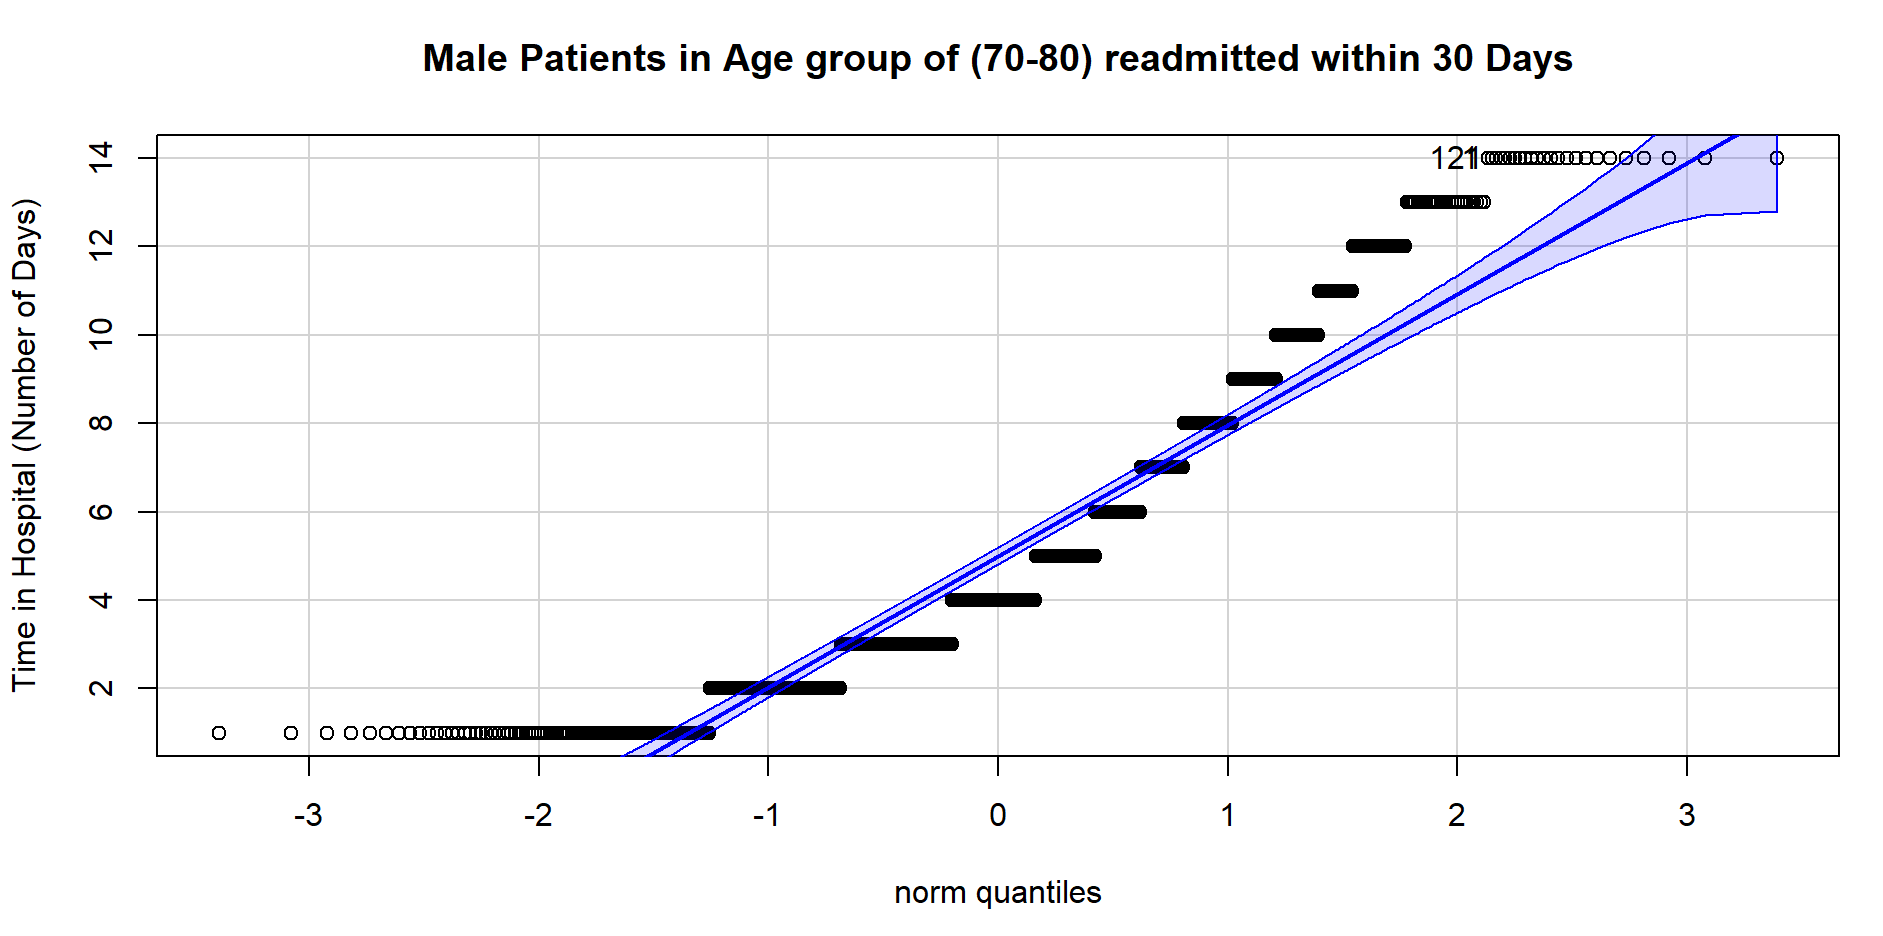 Male Patients in Age group of (70-80) readmitted within 30 Days
Time in Hospital (Number of Days)
14
12
10
8
6
4
2
-3 -2 -1 0 1 2 3
norm quantiles